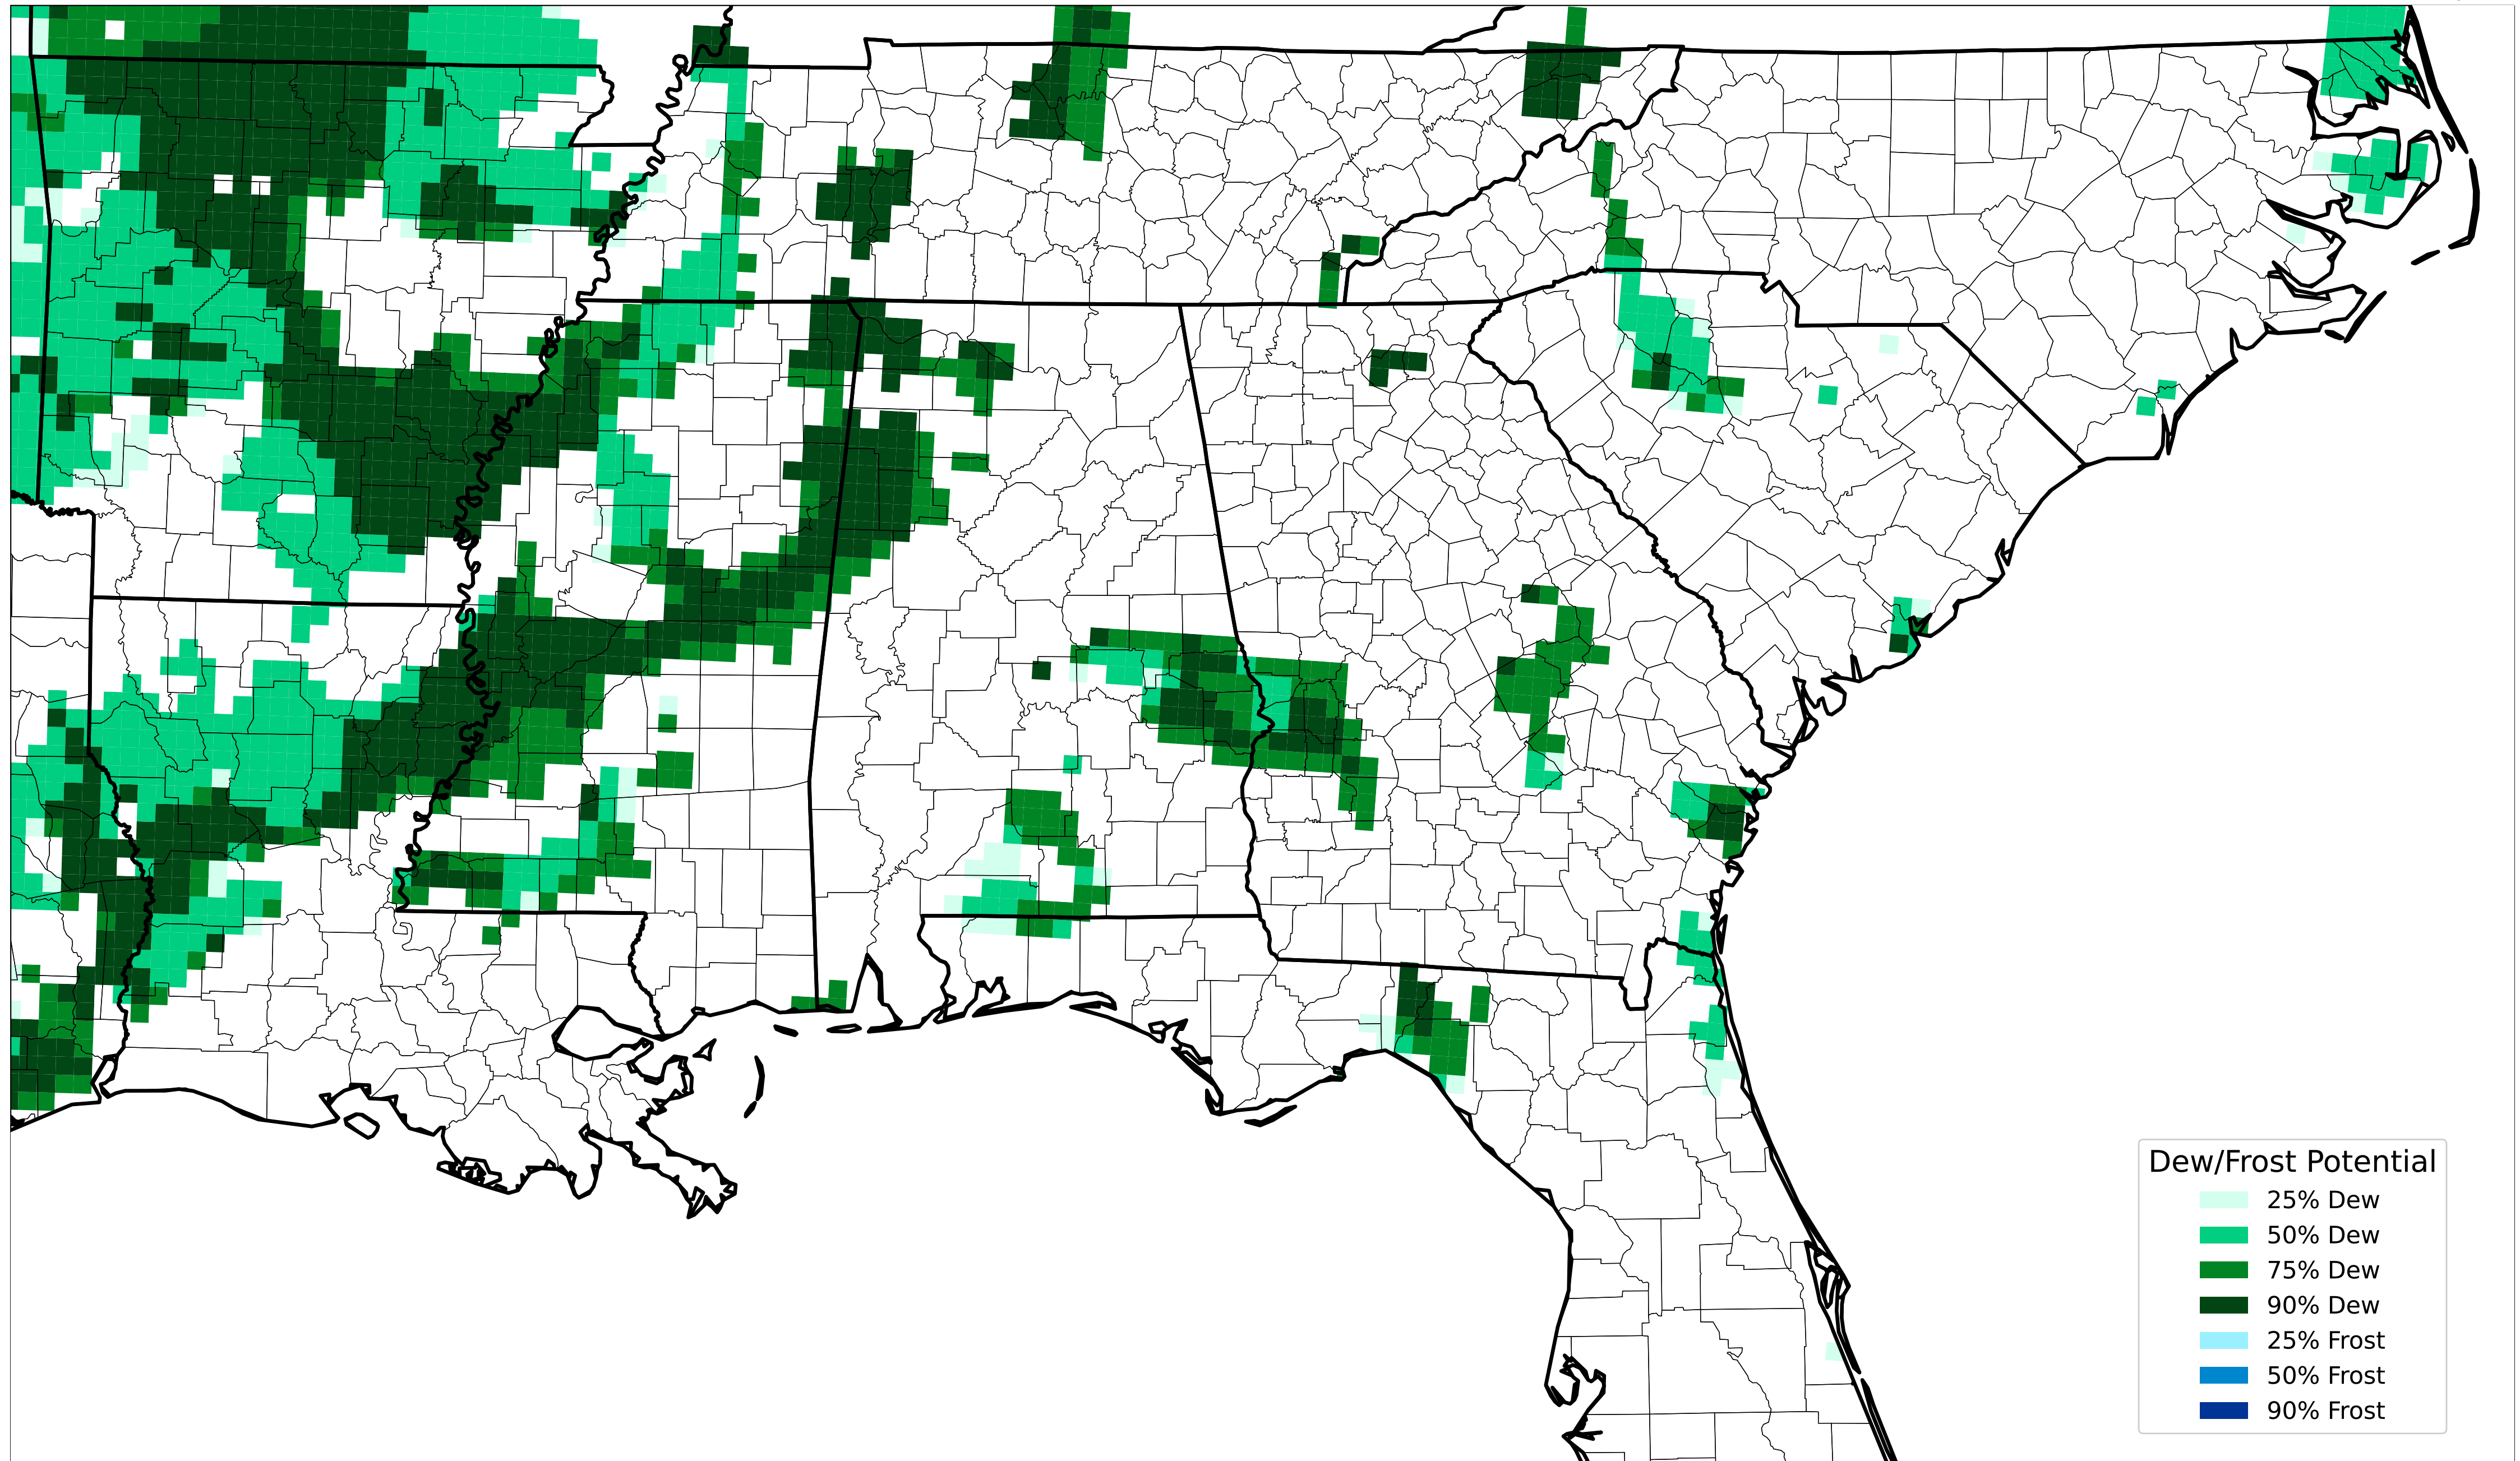 Dew/Frost Potential
25% Dew
50% Dew
75% Dew
90% Dew
25% Frost
50% Frost
90% Frost